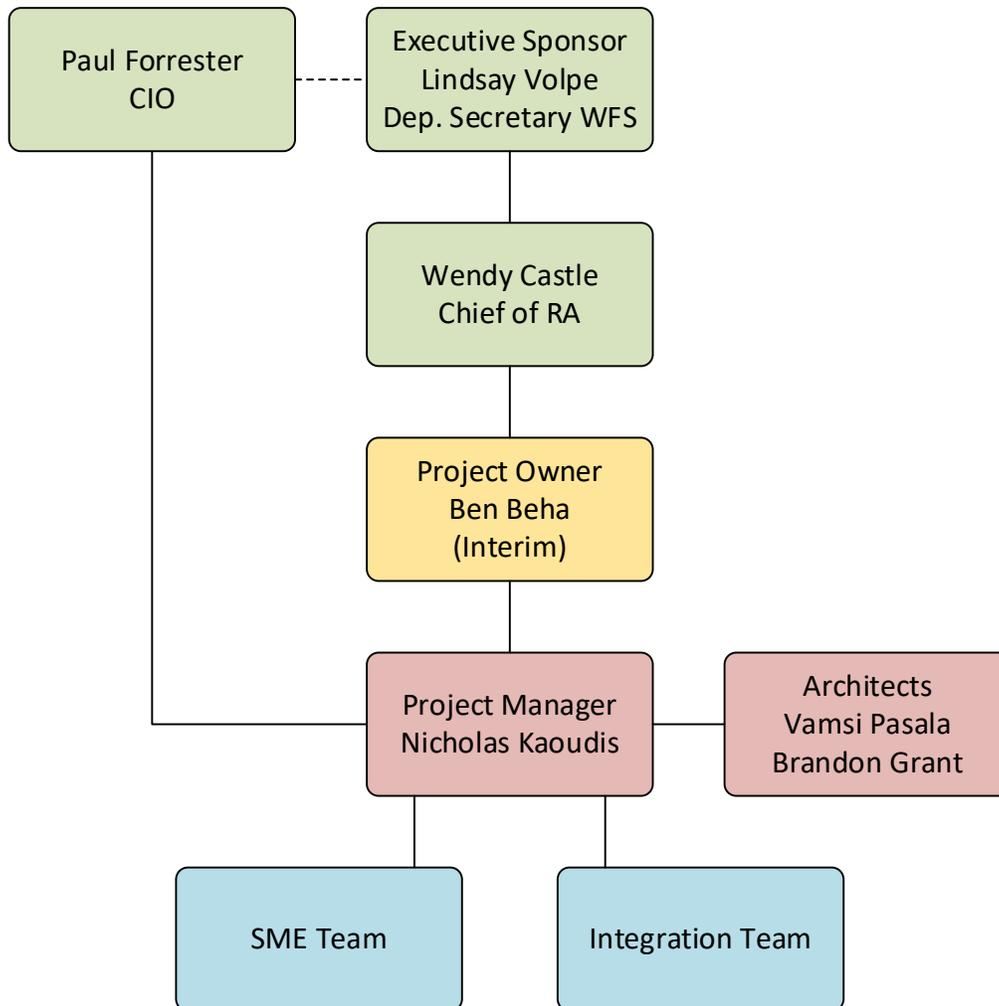 Paul Forrester
CIO
Executive Sponsor
Lindsay Volpe
Dep. Secretary WFS
Wendy Castle
Chief of RA
Project Owner
Ben Beha
(Interim)
Project Manager
Nicholas Kaoudis
Architects
Vamsi Pasala
Brandon Grant
SME Team
Integration Team